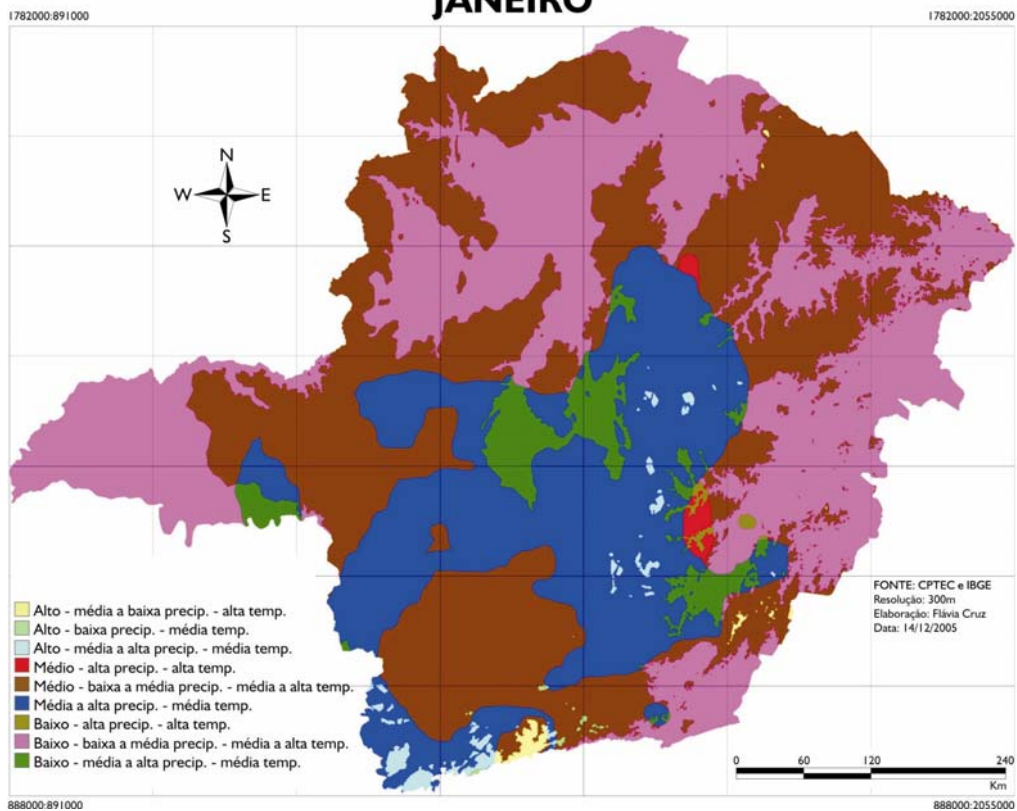 JANEIRO
1782000:891000
1782000:2055000
N
W
E
S
FONTE: CPTEC e IBGE
Resolução: 300m
Elaboração: Flávia Cruz
Data: 14/12/2005
Alto - média a baixa precip. - alta temp.
Alto - baixa precip. - média temp.
Alto - média a alta precip. - média temp.
Médio - alta precip. - alta temp.
Médio - baixa a média precip. - média a alta temp.
Média a alta precip. - média temp.
Baixo - alta precip. - alta temp.
Baixo - baixa a média precip. - média a alta temp.
Baixo - média a alta precip. - média temp.
0 60 120 240
Km
888000:891000
888000:2055000